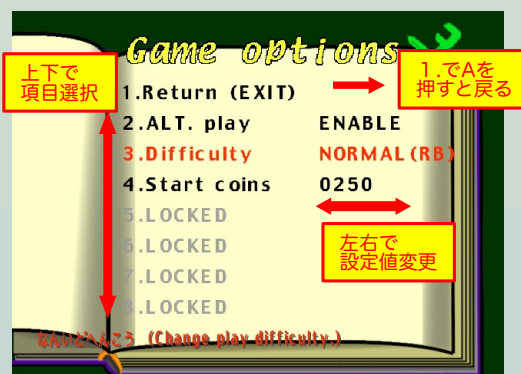 Game options
上下で
項目選択
１.でAを
押すと戻る
1.Return (EXIT)
2.ALT. play ENABLE
3.Difficulty NORMAL(RB)
4.Start coins 0250
5.LOCKED
6.LOCKED
7.LOCKED
8.LOCKED
左右で
設定値変更
なんいどへんこう (Change play difficulty.)